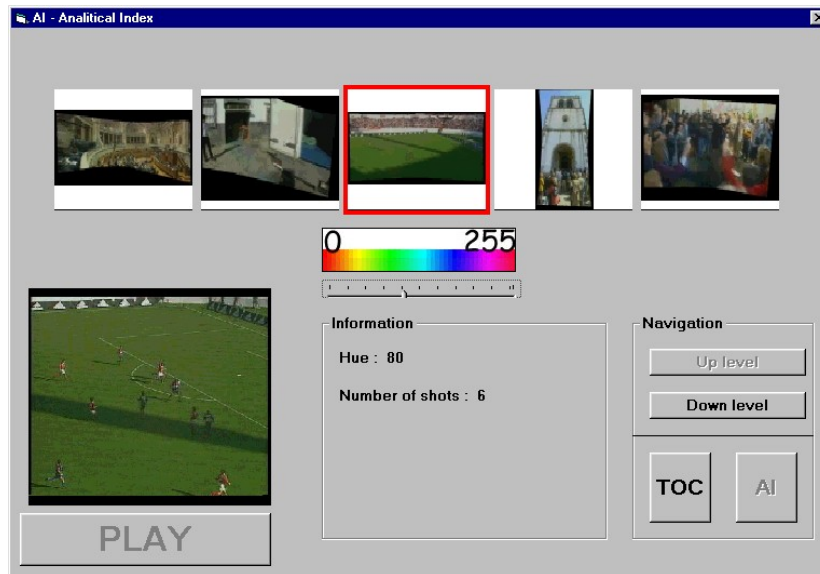 AI - Analitical Index
0 255
Information
Hue : 80
Number of shots : 6
Navigation
Up level
Down level
TOC
AI
PLAY